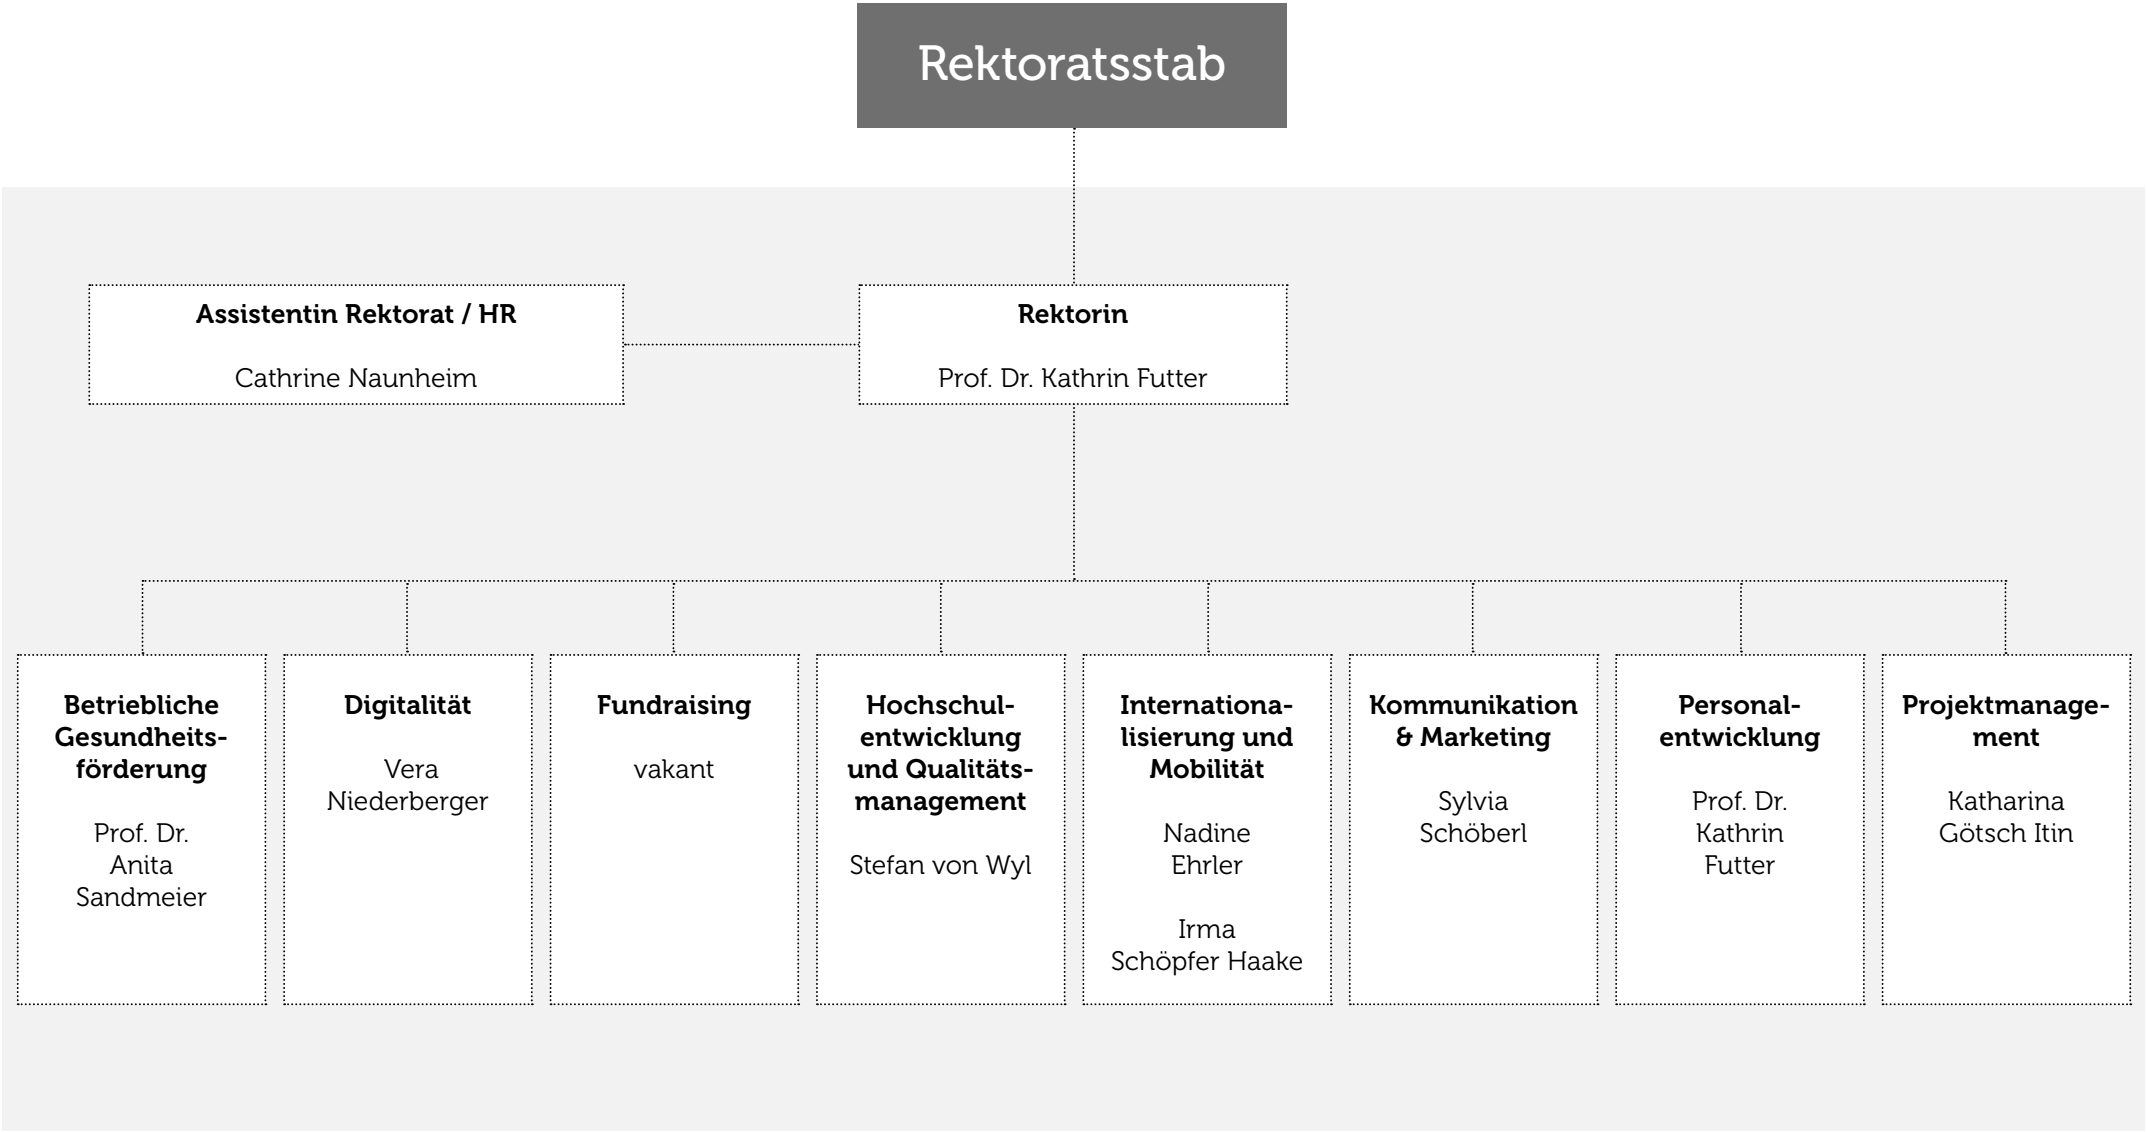 Rektoratsstab
Assistentin Rektorat / HR
Cathrine Naunheim
Rektorin
Prof. Dr. Kathrin Futter
Betriebliche
Gesundheits-
förderung
Prof. Dr.
Anita
Sandmeier
Digitalität
Vera
Niederberger
Fundraising
vakant
Hochschul-
entwicklung
und Qualitäts-
management
Stefan von Wyl
Internationa-
lisierung und
Mobilität
Nadine
Ehrler
Irma
Schöpfer Haake
Kommunikation
& Marketing
Sylvia
Schöberl
Personal-
entwicklung
Prof. Dr.
Kathrin
Futter
Projektmanage-
ment
Katharina
Götsch Itin